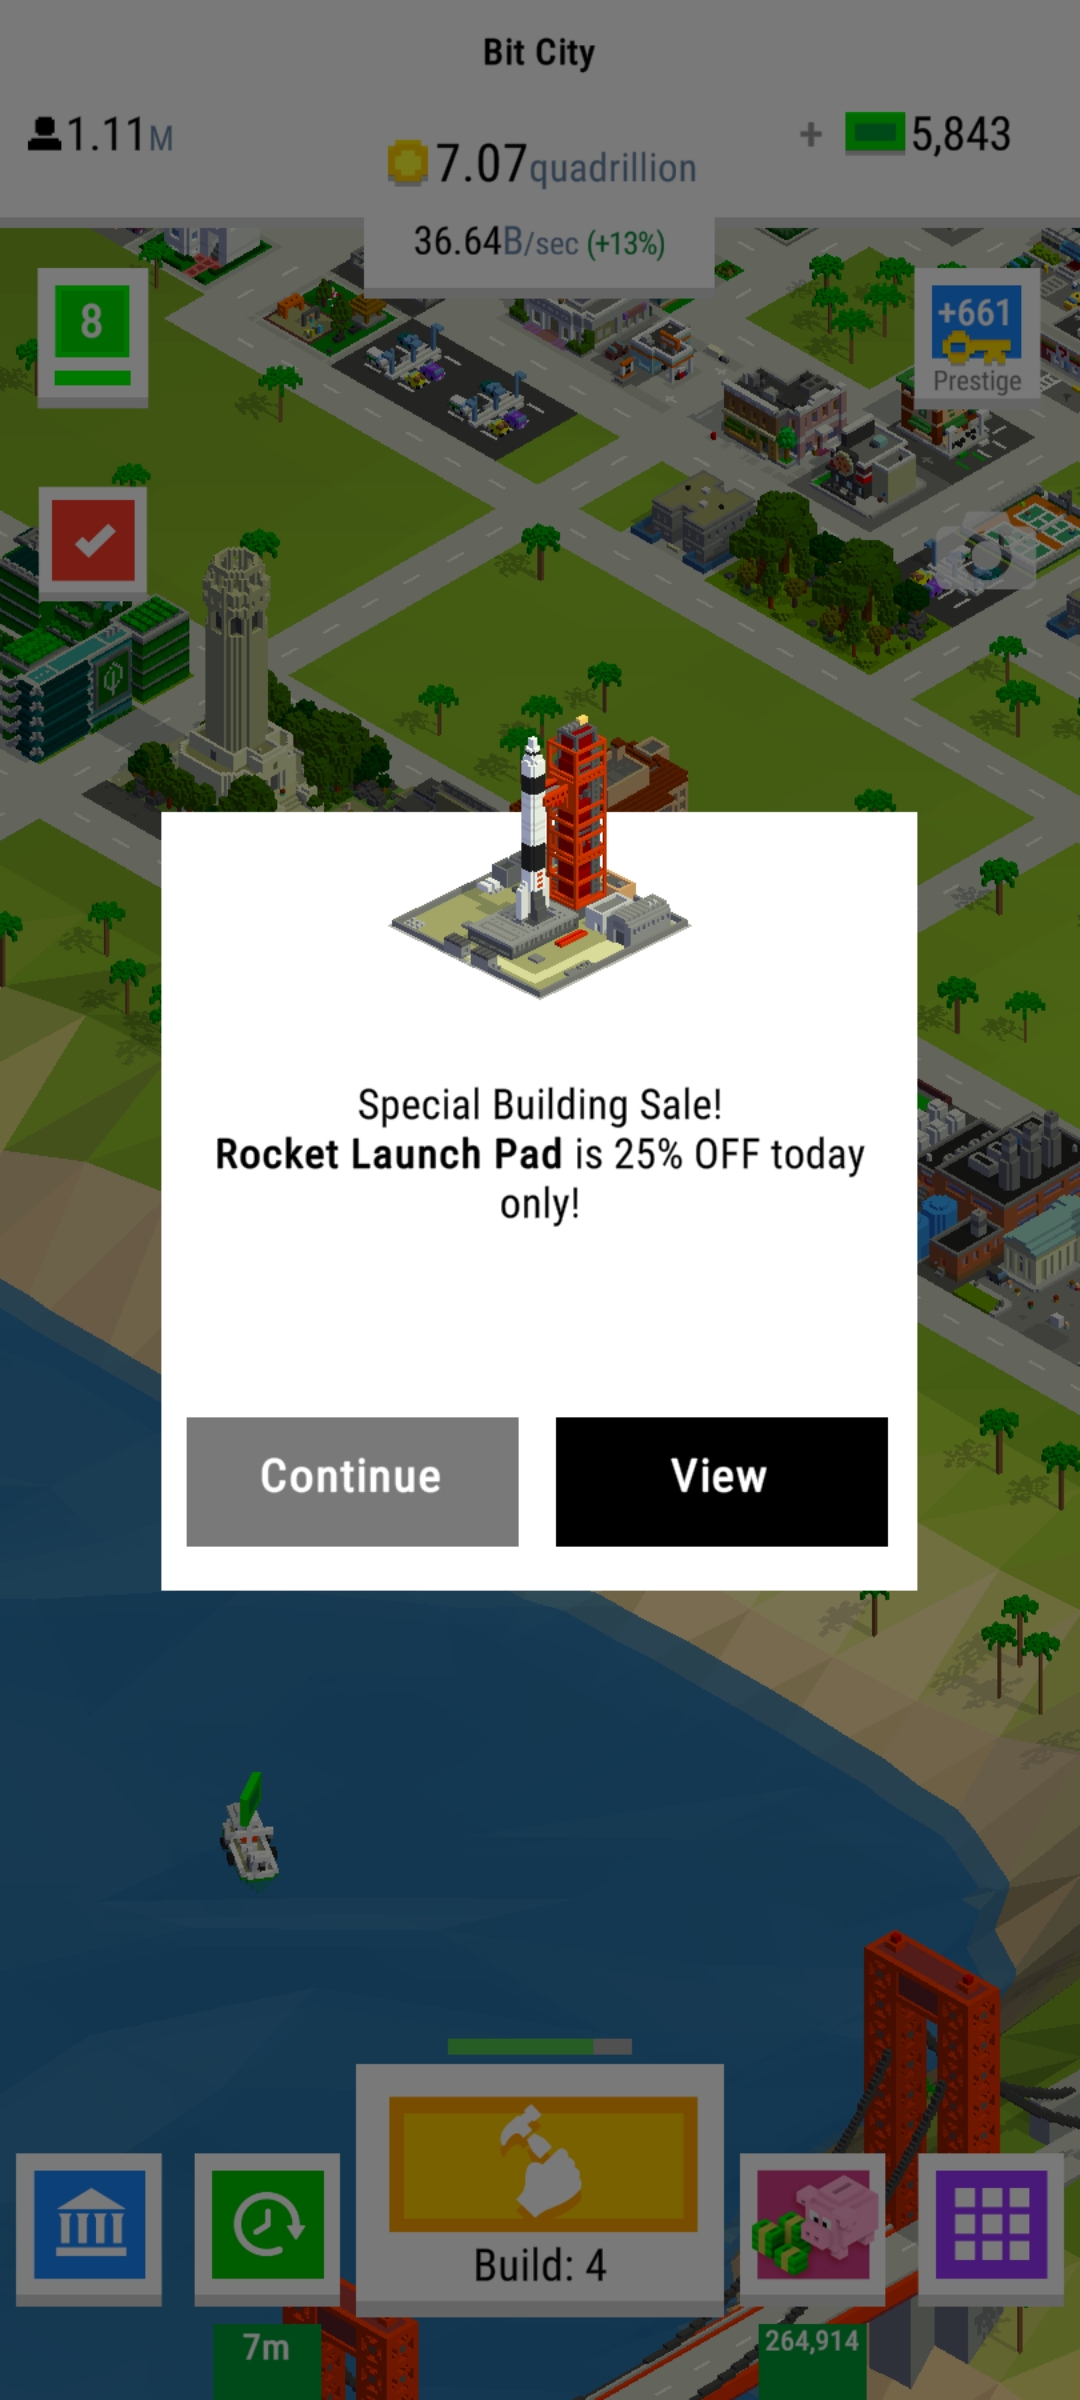 Bit City
1.11M
7.07quadrillion
+ 5,843
36.64B/sec (+13%)
8
+661
Prestige
Special Building Sale!
Rocket Launch Pad is 25% OFF today
only!
Continue
View
Build: 4
7m
264,914